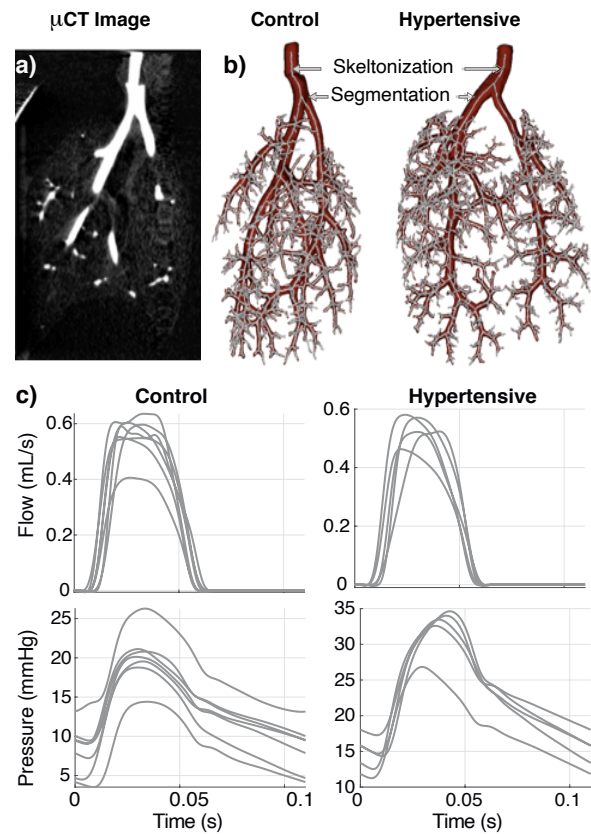 μCT Image
Control
Hypertensive
a)
b)
Skeltonization
Segmentation
c)
Control
Hypertensive
Flow (mL/s)
0.6
0.4
0.2
0
0.6
0.4
0.2
0
Pressure (mmHg)
25
20
15
10
5
0
0.05
0.1
Time (s)
35
30
25
20
15
10
0
0.05
0.1
Time (s)